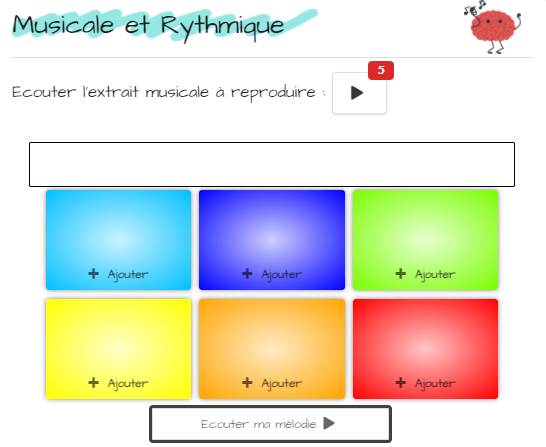 Musicale et Rythmique
Ecouter l'extrait musicale à reproduire :
5
+ Ajouter
+ Ajouter
+ Ajouter
+ Ajouter
+ Ajouter
+ Ajouter
Ecouter ma mélodie